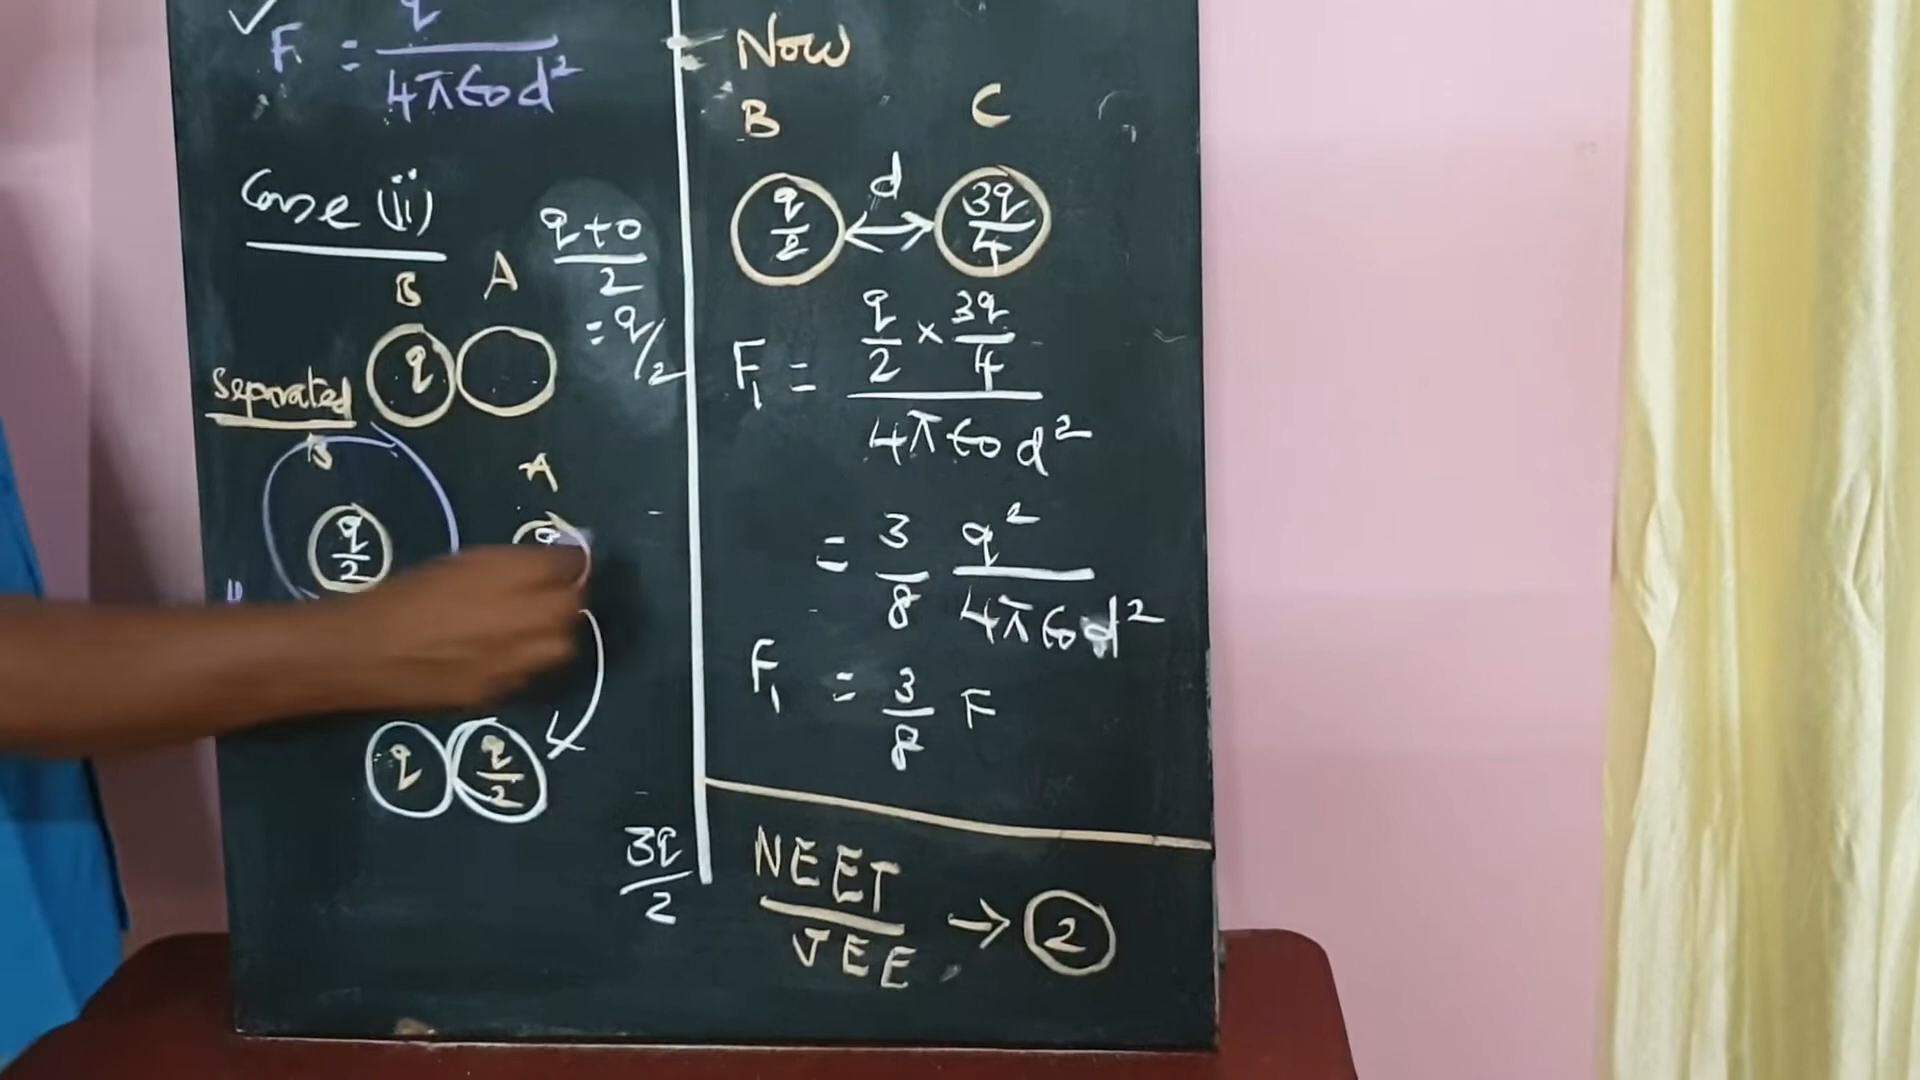 q
F = 
4πϵ0d²
Case (ii)
q+0
2
= q/2
B A
q
Separated
B
A
q
2
q
q
2
3q
2
Now
B C
q
2
d
3q
4
q
2
×
3q
4
F₁ =
4πϵ0d²
= 3/8 q²
4πϵ0d²
F₁ = 3/8 F
NEET
JEE
→ 2